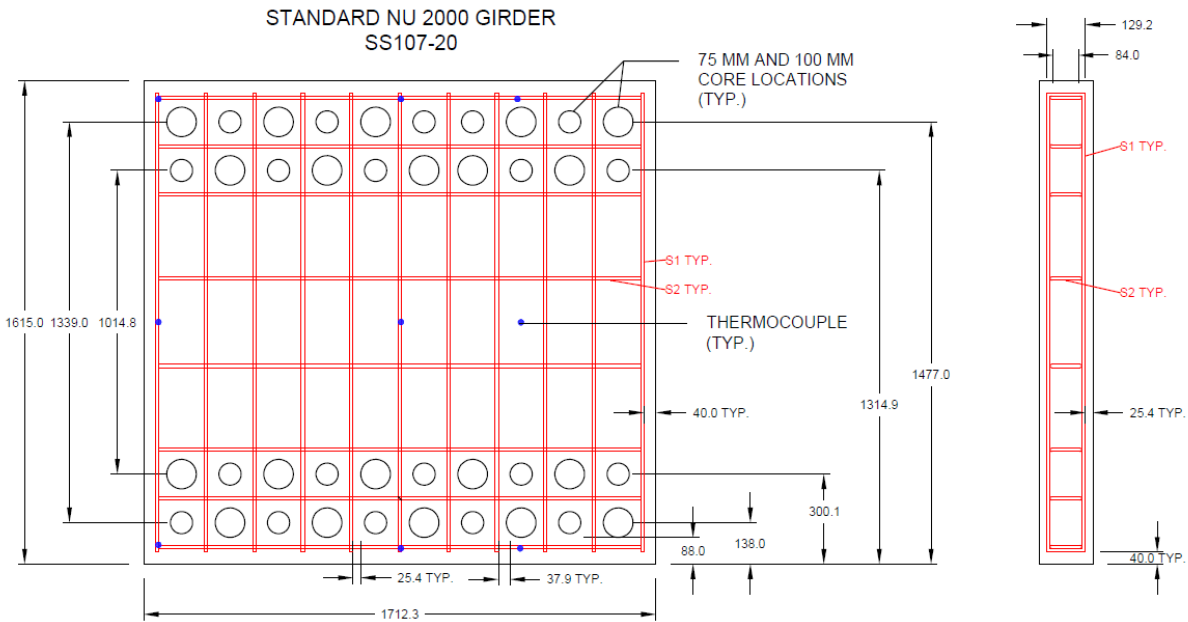 STANDARD NU 2000 GIRDER
SS107-20
75 MM AND 100 MM
CORE LOCATIONS
(TYP.)
129.2
84.0
S1 TYP.
S1 TYP.
S2 TYP.
S2 TYP.
THERMOCOUPLE
(TYP.)
1615.0
1339.0
1014.8
1477.0
1314.9
40.0 TYP.
25.4 TYP.
300.1
138.0
88.0
40.0 TYP.
25.4 TYP.
37.9 TYP.
1712.3